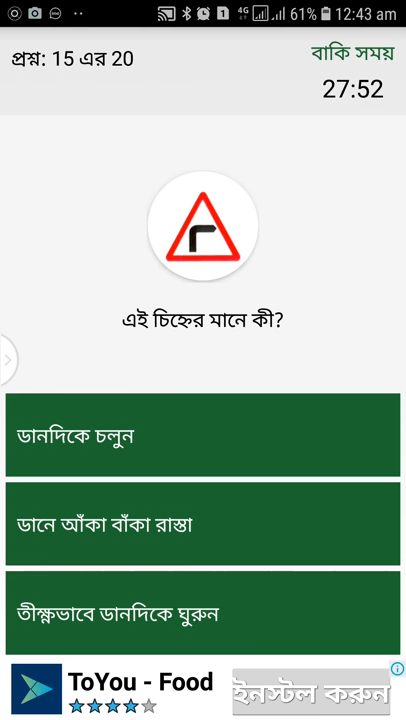 61% 12:43 am
প্রশ্ন: 15 এর 20
বাকি সময়
27:52
এই চিহ্নের মানে কী?
ডানদিকে চলুন
ডানে আঁকা বাঁকা রাস্তা
তীক্ষ্ণভাবে ডানদিকে ঘুরুন
ToYou - Food
ইনস্টল করুন